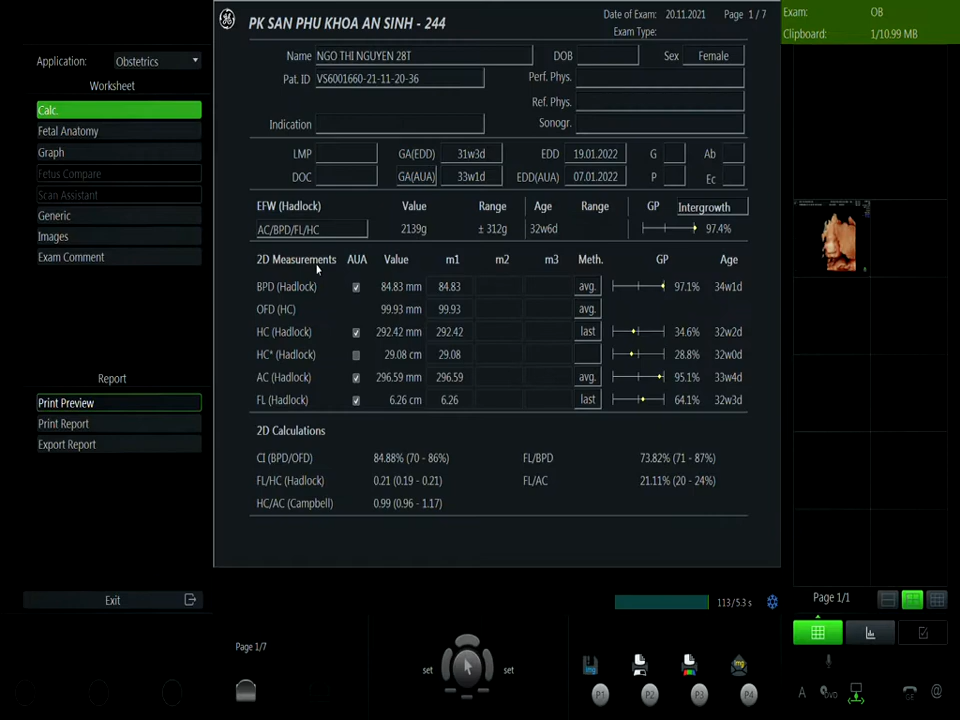 PK SAN PHU KHOA AN SINH - 244
Date of Exam: 20.11.2021 Page 1 / 7
Exam Type:
Exam: OB
Clipboard: 1/10.99 MB
Application: Obstetrics
Worksheet
Calc.
Fetal Anatomy
Graph
Fetus Compare
Scan Assistant
Generic
Images
Exam Comment
Report
Print Preview
Print Report
Export Report
Exit
Name NGO THI NGUYEN 28T DOB Sex Female
Pat. ID VS6001660-21-11-20-36 Perf. Phys.
Ref. Phys.
Indication Sonogr.
LMP GA(EDD) 31w3d EDD 19.01.2022 G Ab
DOC GA(AUA) 33w1d EDD(AUA) 07.01.2022 P Ec
EFW (Hadlock) Value Range Age Range GP Intergrowth
AC/BPD/FL/HC 2139g ± 312g 32w6d 97.4%
2D Measurements AUA Value m1 m2 m3 Meth. GP Age
BPD (Hadlock) 84.83 mm 84.83 avg. 97.1% 34w1d
OFD (HC) 99.93 mm 99.93 avg.
HC (Hadlock) 292.42 mm 292.42 last 34.6% 32w2d
HC* (Hadlock) 29.08 cm 29.08 28.8% 32w0d
AC (Hadlock) 296.59 mm 296.59 avg. 95.1% 33w4d
FL (Hadlock) 6.26 cm 6.26 last 64.1% 32w3d
2D Calculations
CI (BPD/OFD) 84.88% (70 - 86%) FL/BPD 73.82% (71 - 87%)
FL/HC (Hadlock) 0.21 (0.19 - 0.21) FL/AC 21.11% (20 - 24%)
HC/AC (Campbell) 0.99 (0.96 - 1.17)
113/5.3 s
Page 1/1
Page 1/7
set set
P1 P2 P3 P4
A DVD @